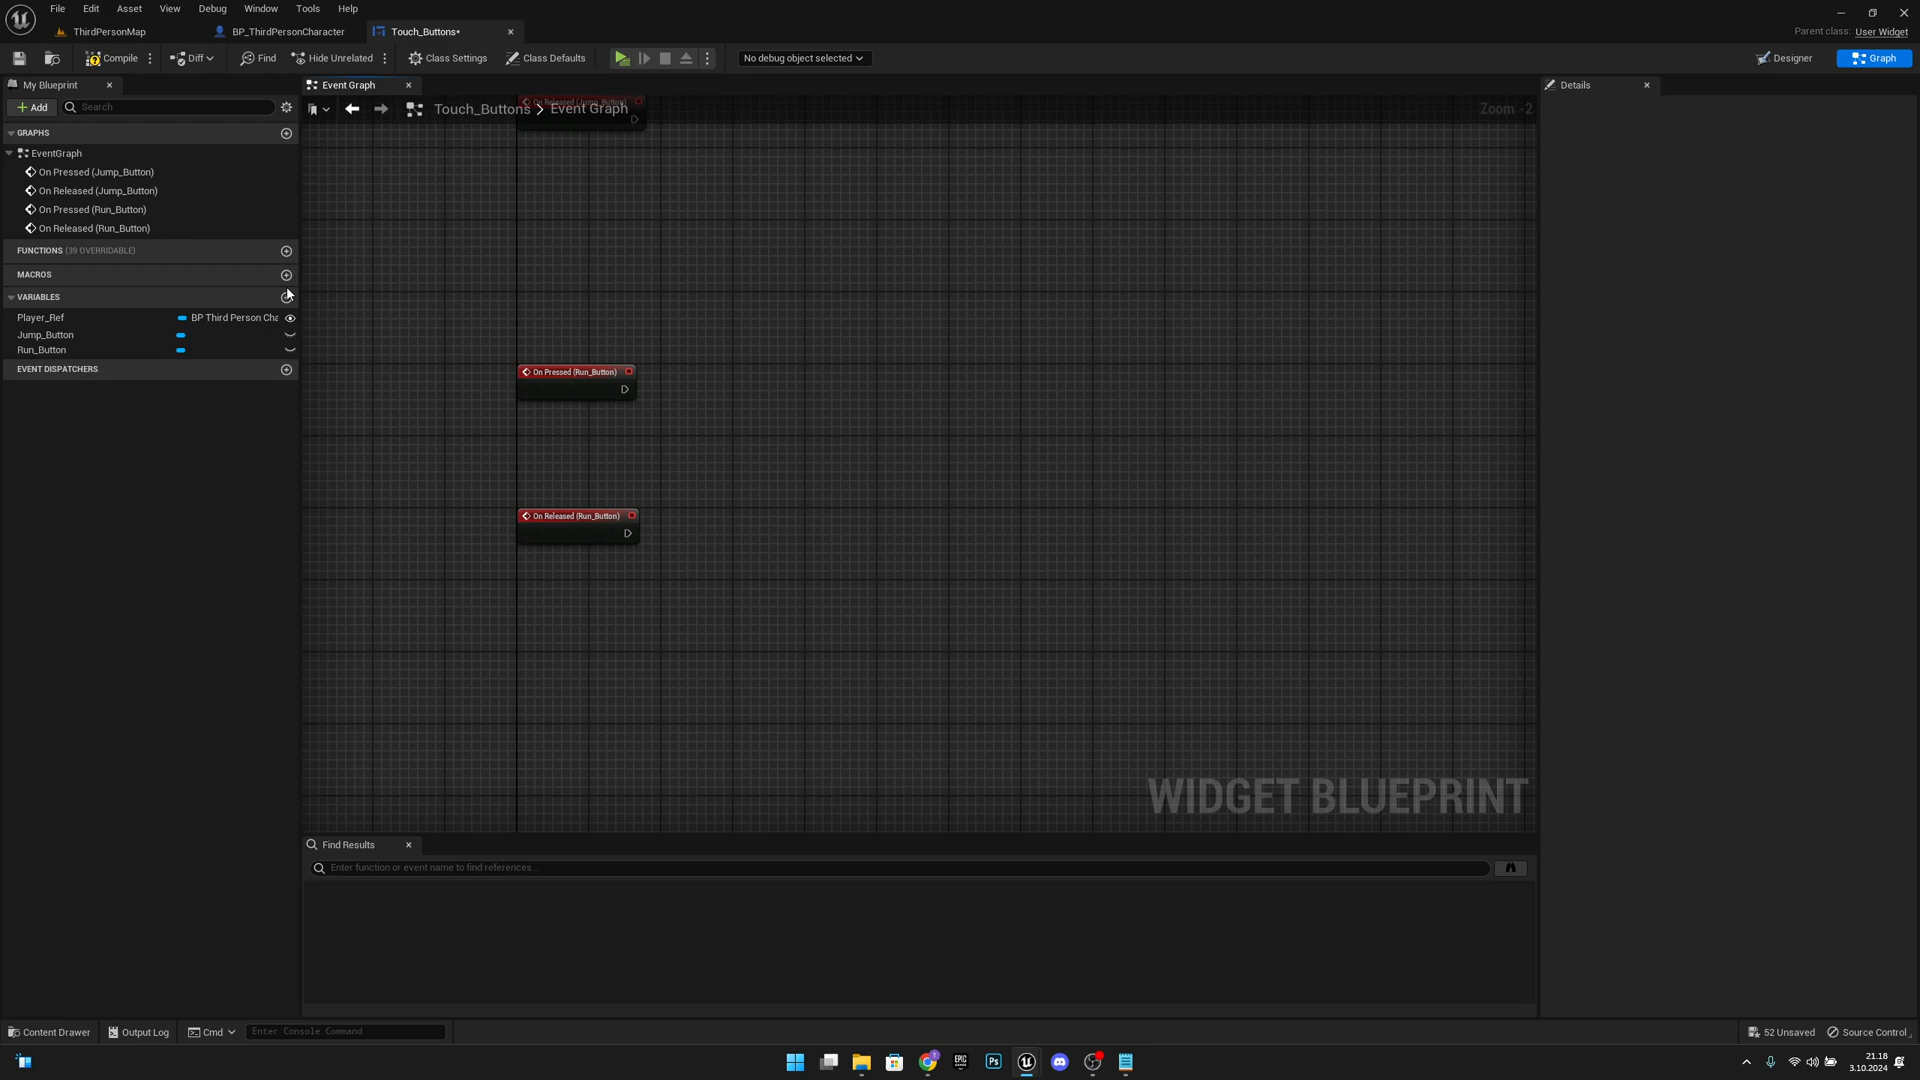 File Edit Asset View Debug Window Tools Help
ThirdPersonMap BP_ThirdPersonCharacter Touch_Buttons•
Parent class: User Widget
Compile Diff Find Hide Unrelated Class Settings Class Defaults No debug object selected Designer Graph
My Blueprint Event Graph Details
Add Search
Touch_Buttons > Event Graph
Zoom -2
On Released (Jump_Button)
GRAPHS
EventGraph
On Pressed (Jump_Button)
On Released (Jump_Button)
On Pressed (Run_Button)
On Released (Run_Button)
FUNCTIONS (39 OVERRIDABLE)
MACROS
VARIABLES
Player_Ref BP Third Person Cha
Jump_Button
Run_Button
EVENT DISPATCHERS
On Pressed (Run_Button)
On Released (Run_Button)
WIDGET BLUEPRINT
Find Results
Enter function or event name to find references...
Content Drawer Output Log Cmd Enter Console Command 52 Unsaved Source Control
EPIC GAMES
Ps
21.18
3.10.2024